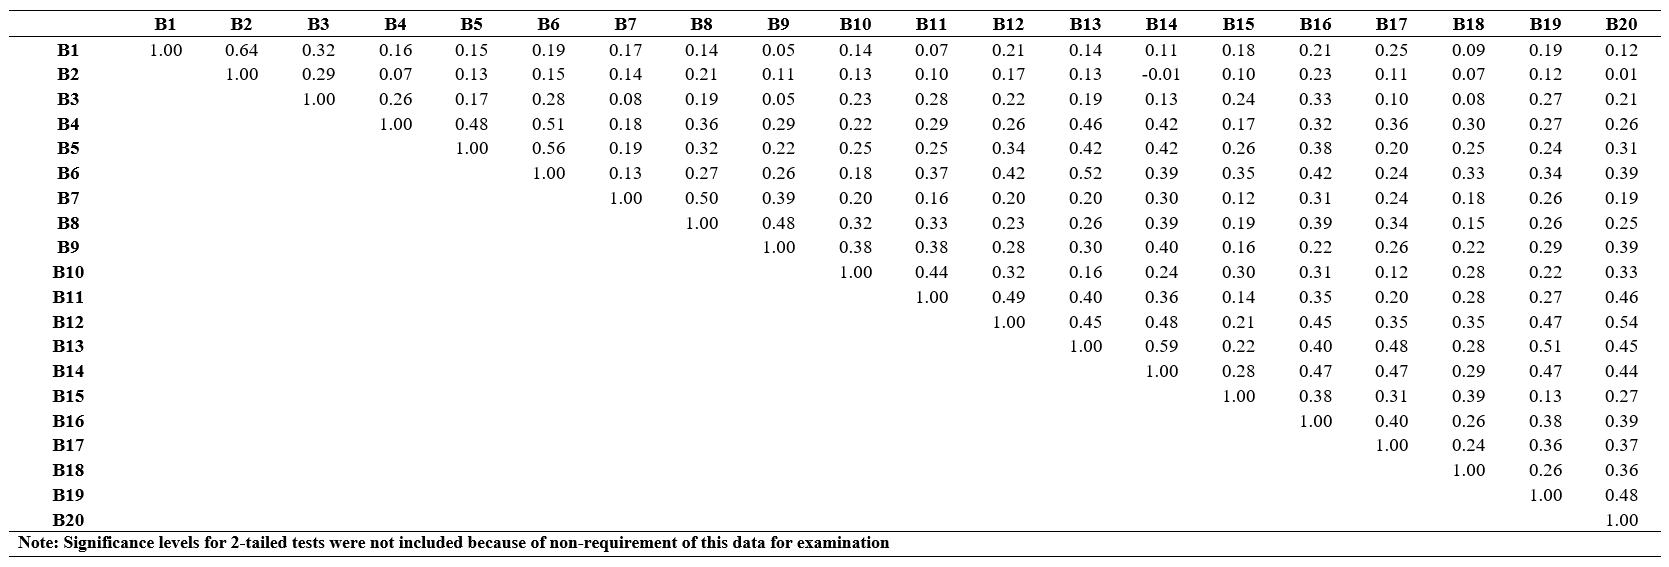 B1 B2 B3 B4 B5 B6 B7 B8 B9 B10 B11 B12 B13 B14 B15 B16 B17 B18 B19 B20
B1 1.00 0.64 0.32 0.16 0.15 0.19 0.17 0.14 0.05 0.14 0.07 0.21 0.14 0.11 0.18 0.21 0.25 0.09 0.19 0.12
B2 1.00 0.29 0.07 0.13 0.15 0.14 0.21 0.11 0.13 0.10 0.17 0.13 -0.01 0.10 0.23 0.11 0.07 0.12 0.01
B3 1.00 0.26 0.17 0.28 0.08 0.19 0.05 0.23 0.28 0.22 0.19 0.13 0.24 0.33 0.10 0.08 0.27 0.21
B4 1.00 0.48 0.51 0.18 0.36 0.29 0.22 0.29 0.26 0.46 0.42 0.17 0.32 0.36 0.30 0.27 0.26
B5 1.00 0.56 0.19 0.32 0.22 0.25 0.25 0.34 0.42 0.42 0.26 0.38 0.20 0.25 0.24 0.31
B6 1.00 0.13 0.27 0.26 0.18 0.37 0.42 0.52 0.39 0.35 0.42 0.24 0.33 0.34 0.39
B7 1.00 0.50 0.39 0.20 0.16 0.20 0.20 0.30 0.12 0.31 0.24 0.18 0.26 0.19
B8 1.00 0.48 0.32 0.33 0.23 0.26 0.39 0.19 0.39 0.34 0.15 0.26 0.25
B9 1.00 0.38 0.38 0.28 0.30 0.40 0.16 0.22 0.26 0.22 0.29 0.39
B10 1.00 0.44 0.32 0.16 0.24 0.30 0.31 0.12 0.28 0.22 0.33
B11 1.00 0.49 0.40 0.36 0.14 0.35 0.20 0.28 0.27 0.46
B12 1.00 0.45 0.48 0.21 0.45 0.35 0.35 0.47 0.54
B13 1.00 0.59 0.22 0.40 0.48 0.28 0.51 0.45
B14 1.00 0.28 0.47 0.47 0.29 0.47 0.44
B15 1.00 0.38 0.31 0.39 0.13 0.27
B16 1.00 0.40 0.26 0.38 0.39
B17 1.00 0.24 0.36 0.37
B18 1.00 0.26 0.36
B19 1.00 0.48
B20 1.00
Note: Significance levels for 2-tailed tests were not included because of non-requirement of this data for examination